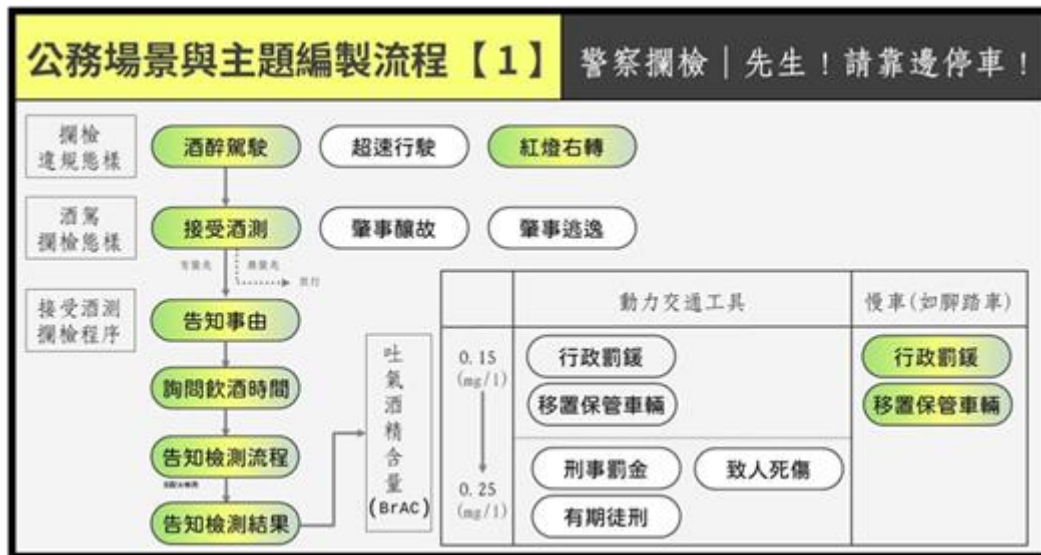 公務場景與主題編製流程【1】
警察攔檢｜先生！請靠邊停車！
攔檢
違規態樣
酒醉駕駛
超速行駛
紅燈右轉
酒駕
攔檢態樣
接受酒測
肇事釀故
肇事逃逸
接受酒測
攔檢程序
告知事由
詢問飲酒時間
告知檢測流程
告知檢測結果
吐氣酒精含量
(BrAC)
動力交通工具
慢車(如腳踏車)
0.15
(mg/l)
行政罰鍰
移置保管車輛
行政罰鍰
移置保管車輛
0.25
(mg/l)
刑事罰金
致人死傷
有期徒刑